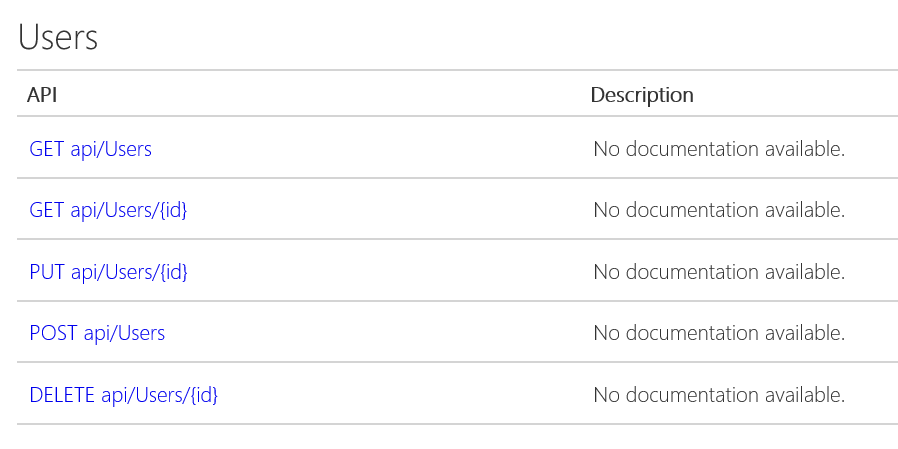 Users
API Description
GET api/Users No documentation available.
GET api/Users/{id} No documentation available.
PUT api/Users/{id} No documentation available.
POST api/Users No documentation available.
DELETE api/Users/{id} No documentation available.